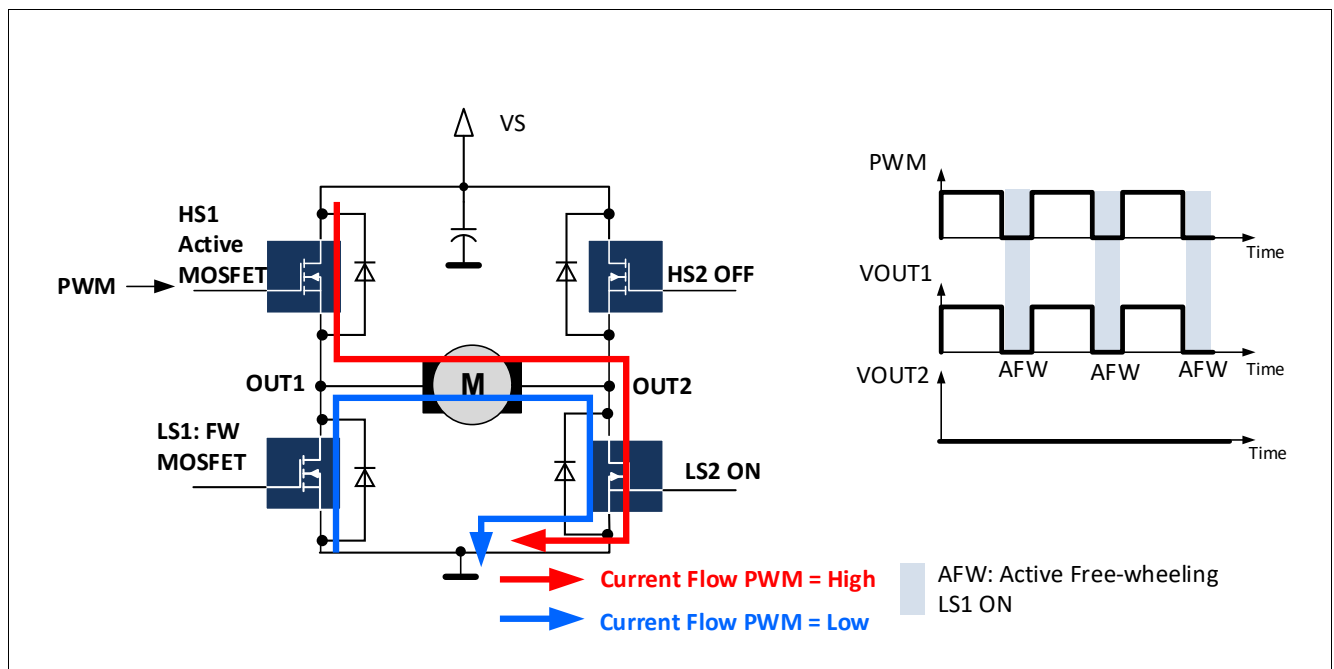 VS
HS1
Active
MOSFET
PWM
HS2 OFF
OUT1
M
OUT2
LS1: FW
MOSFET
LS2 ON
PWM
Time
VOUT1
AFW
AFW
AFW
Time
VOUT2
Time
Current Flow PWM = High
Current Flow PWM = Low
AFW: Active Free-wheeling
LS1 ON